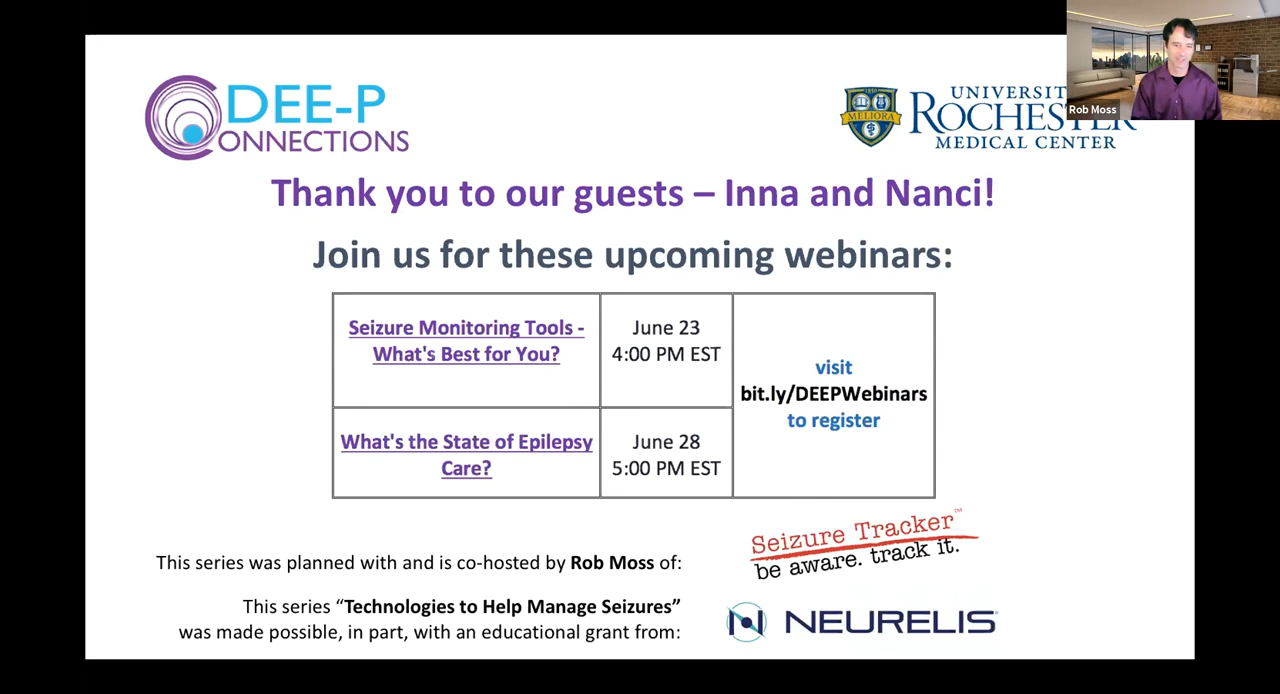 DEE-P
CONNECTIONS
MELIORA
UNIVERSIT
ROCHESTER
MEDICAL CENTER
Rob Moss
Thank you to our guests – Inna and Nanci!
Join us for these upcoming webinars:
Seizure Monitoring Tools -
What's Best for You?
June 23
4:00 PM EST
visit
bit.ly/DEEPWebinars
to register
What's the State of Epilepsy
Care?
June 28
5:00 PM EST
This series was planned with and is co-hosted by Rob Moss of:
Seizure Tracker™
be aware. track it.
This series “Technologies to Help Manage Seizures”
was made possible, in part, with an educational grant from:
N NEURELIS